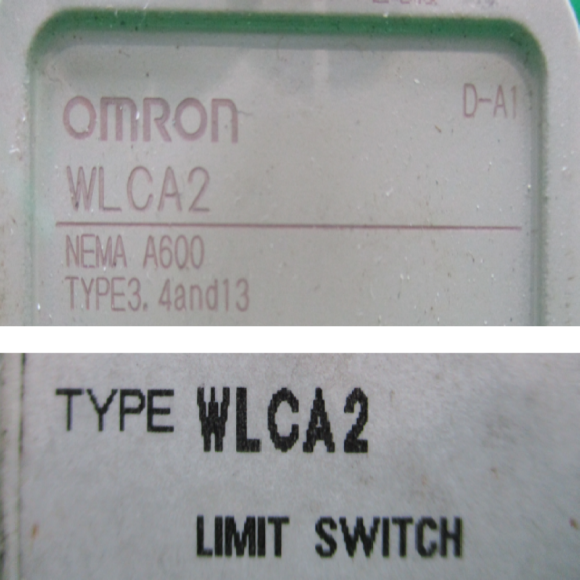 OMRON
D-A1
WLCA2
NEMA A600
TYPE3. 4and13
TYPE WLCA2
LIMIT SWITCH